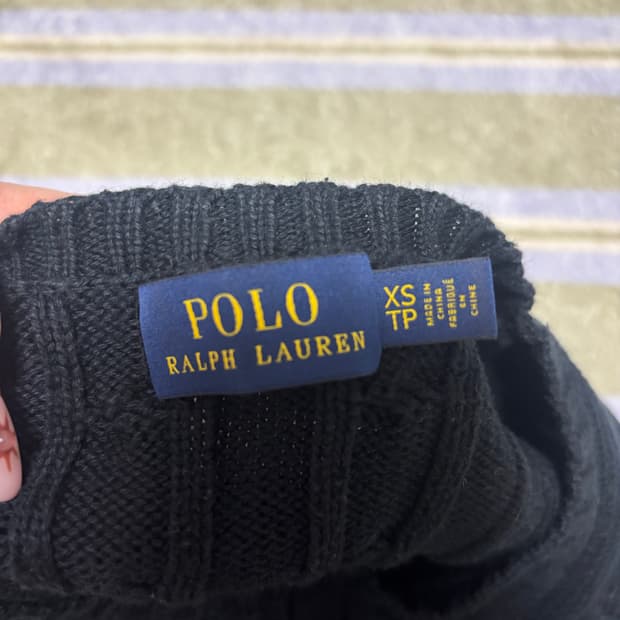 POLO
RALPH LAUREN
XS
TP
MADE IN
CHINA
FABRIQUÉ
EN
CHINE